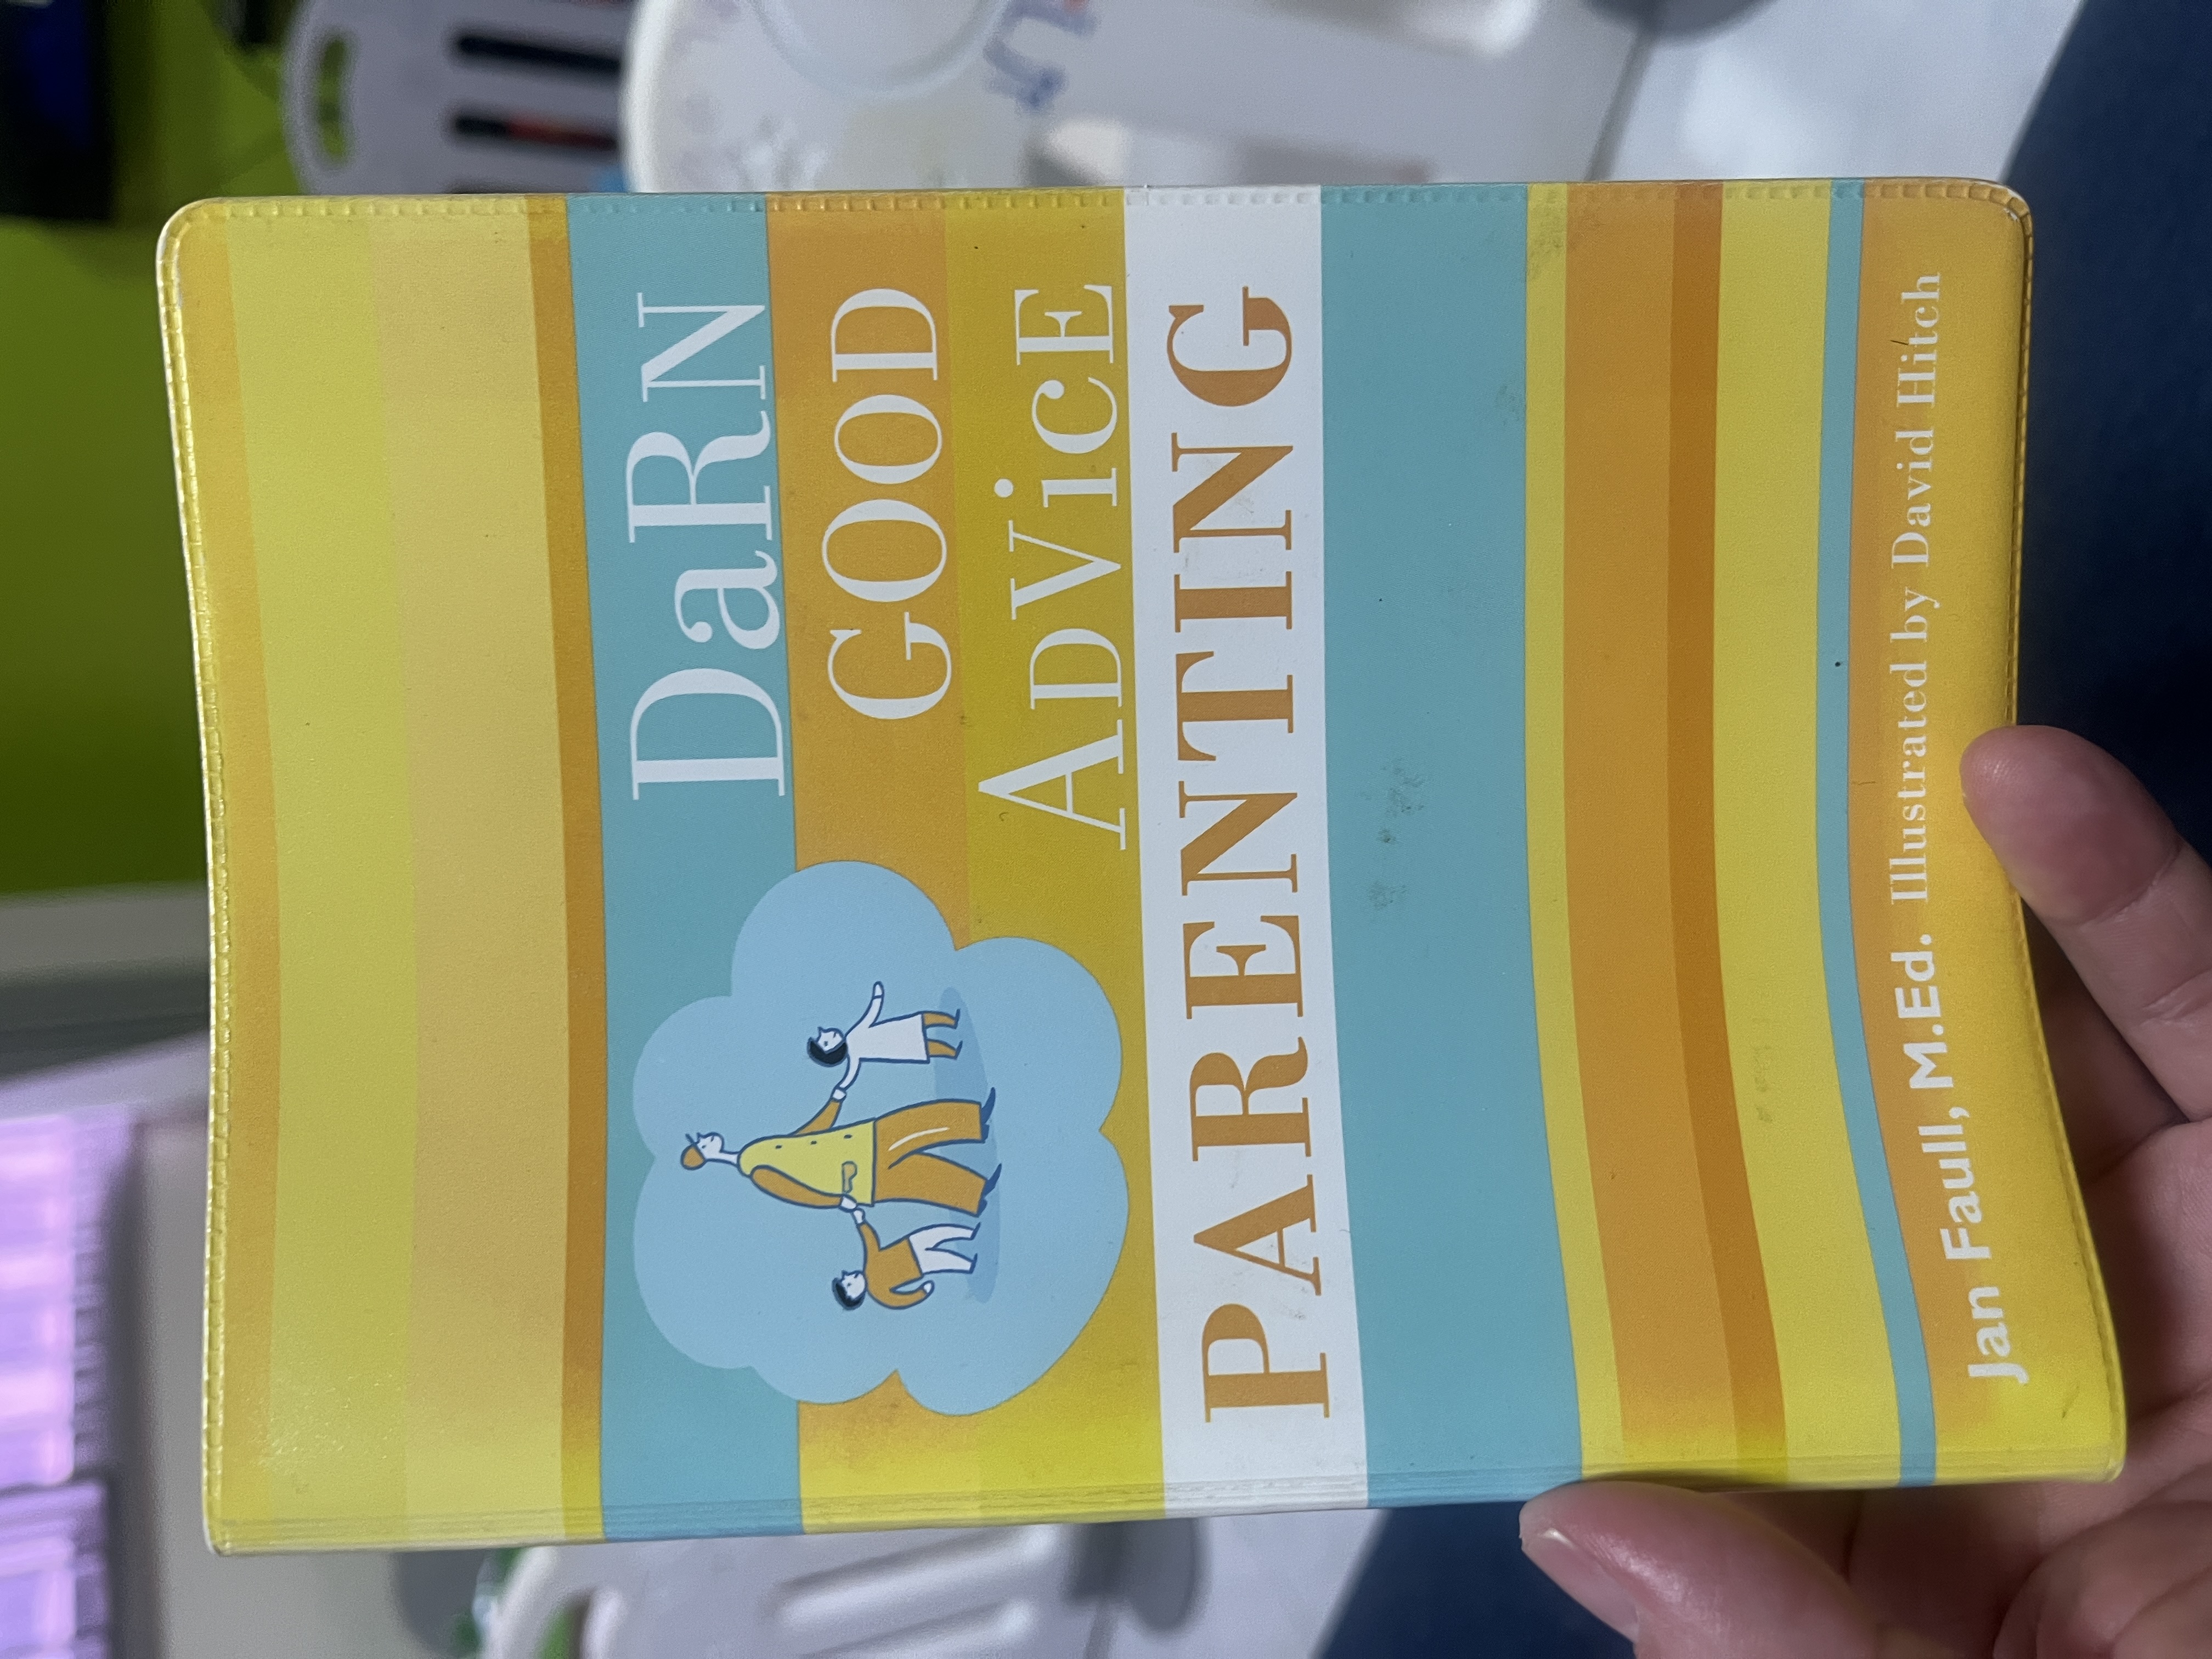 DaRN
GOOD
ADVicE
PARENTING
Jan Faull, M.Ed. Illustrated by David Hitch